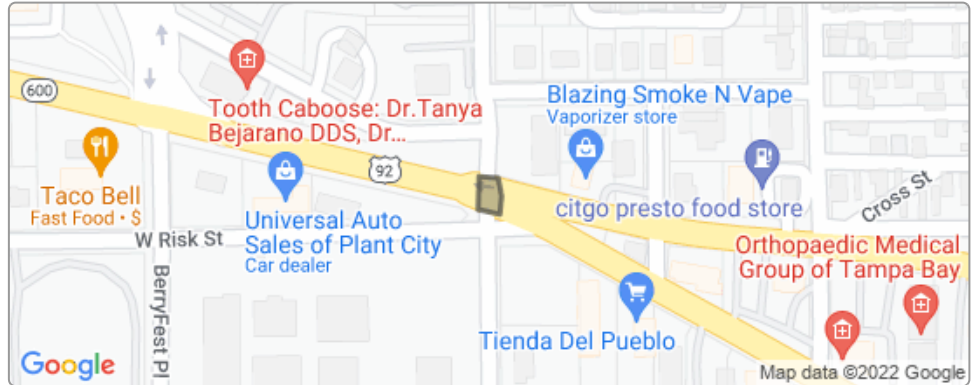 600
Tooth Caboose: Dr.Tanya
Bejarano DDS, Dr...
Blazing Smoke N Vape
Vaporizer store
92
Taco Bell
Fast Food • $
Universal Auto
Sales of Plant City
Car dealer
citgo presto food store
Cross St
W Risk St
Orthopaedic Medical
Group of Tampa Bay
BerryFest Pl
Tienda Del Pueblo
Google
Map data ©2022 Google